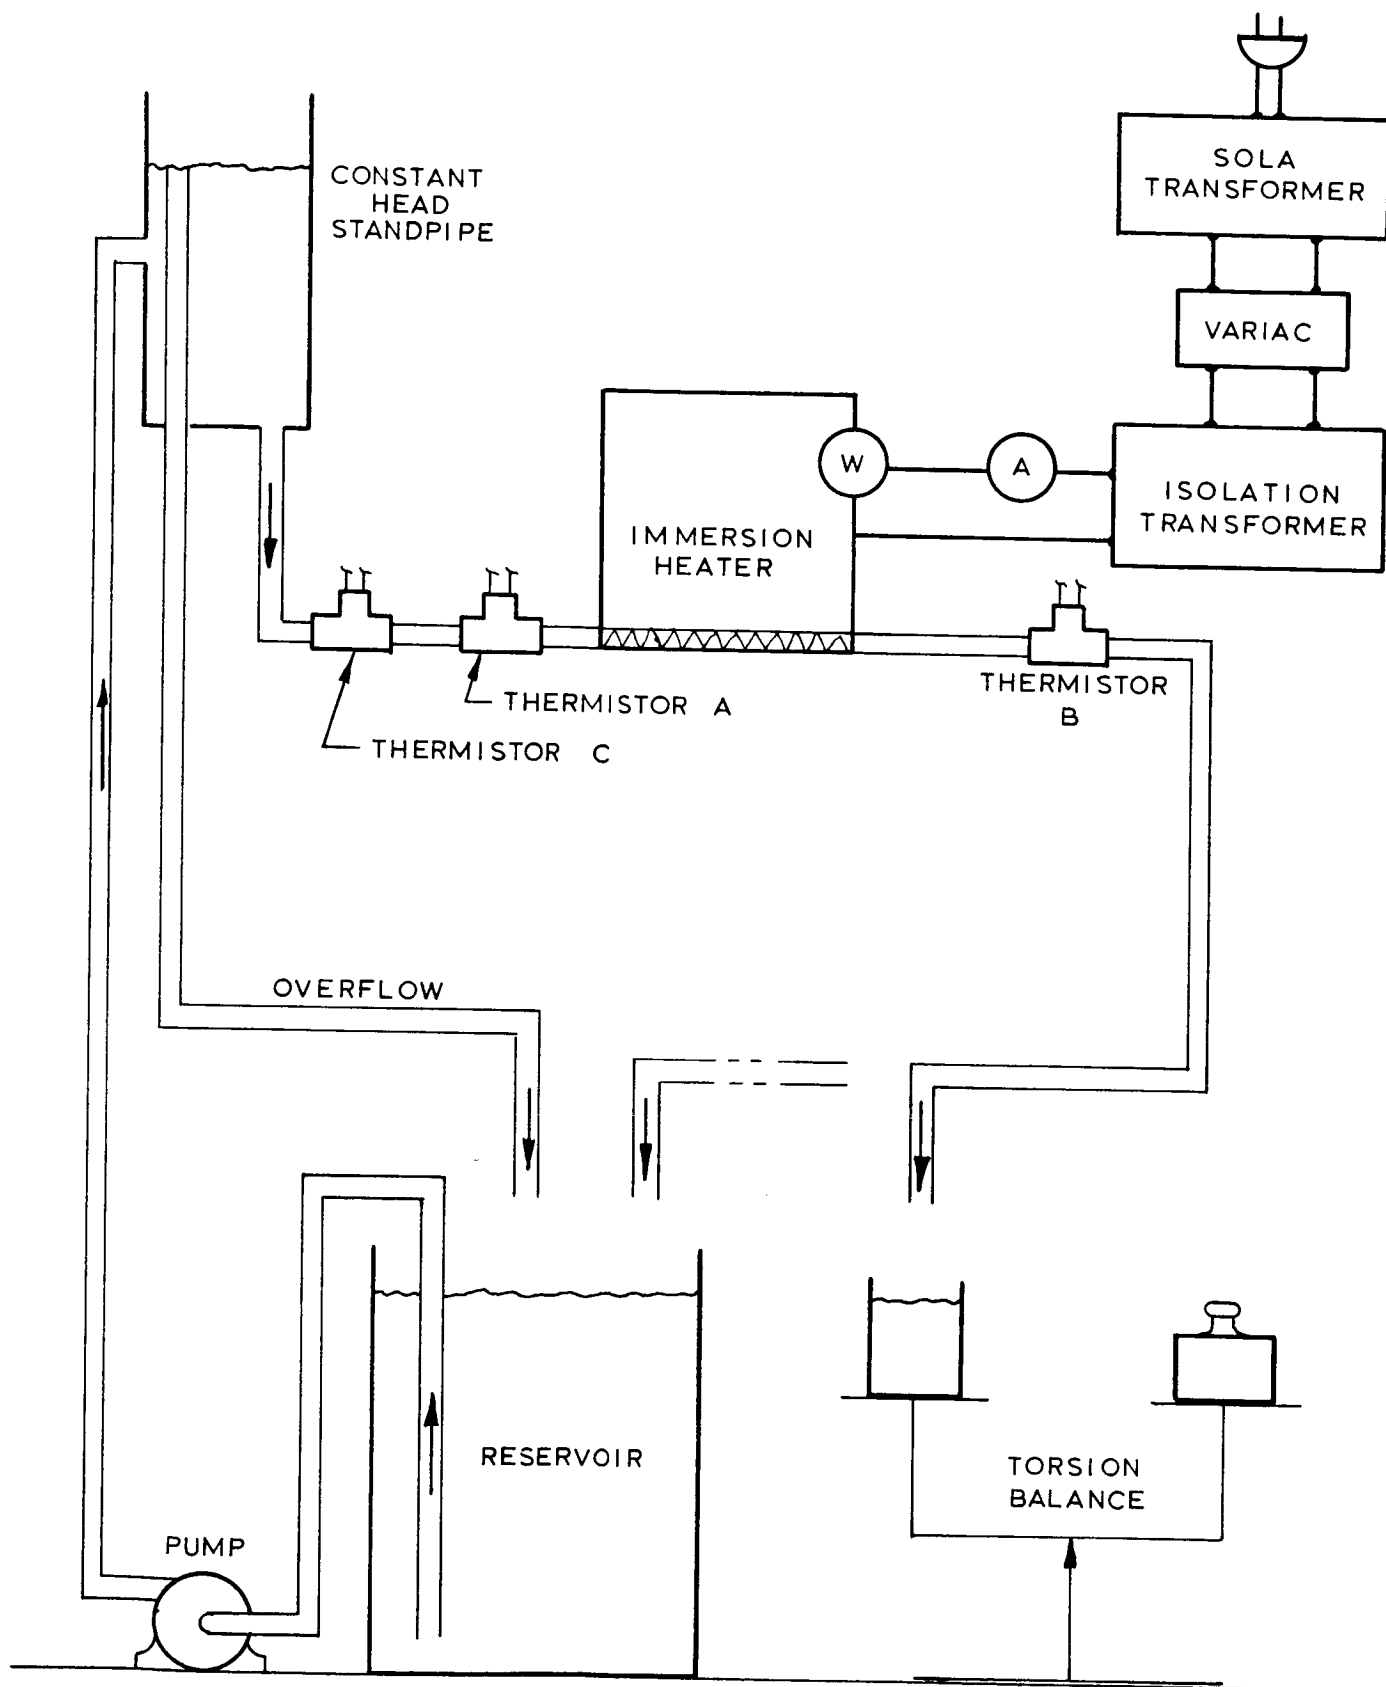 CONSTANT
HEAD
STANDPIPE
SOLA
TRANSFORMER
VARIAC
W
A
ISOLATION
TRANSFORMER
IMMERSION
HEATER
THERMISTOR A
THERMISTOR C
THERMISTOR
B
OVERFLOW
RESERVOIR
TORSION
BALANCE
PUMP